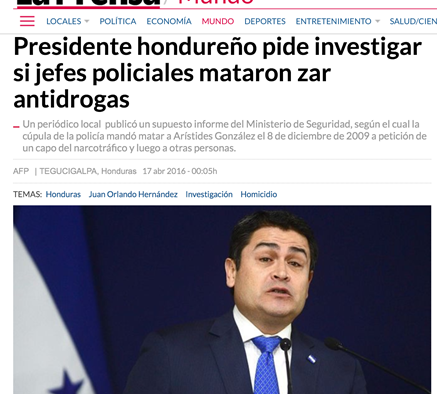 La Prensa / Mundo
LOCALES POLÍTICA ECONOMÍA MUNDO DEPORTES ENTRETENIMIENTO SALUD/CIEN
Presidente hondureño pide investigar
si jefes policiales mataron zar
antidrogas
Un periódico local publicó un supuesto informe del Ministerio de Seguridad, según el cual la
cúpula de la policía mandó matar a Arístides González el 8 de diciembre de 2009 a petición de
un capo del narcotráfico y luego a otras personas.
AFP | TEGUCIGALPA, Honduras 17 abr 2016 - 00:05h
TEMAS: Honduras Juan Orlando Hernández Investigación Homicidio